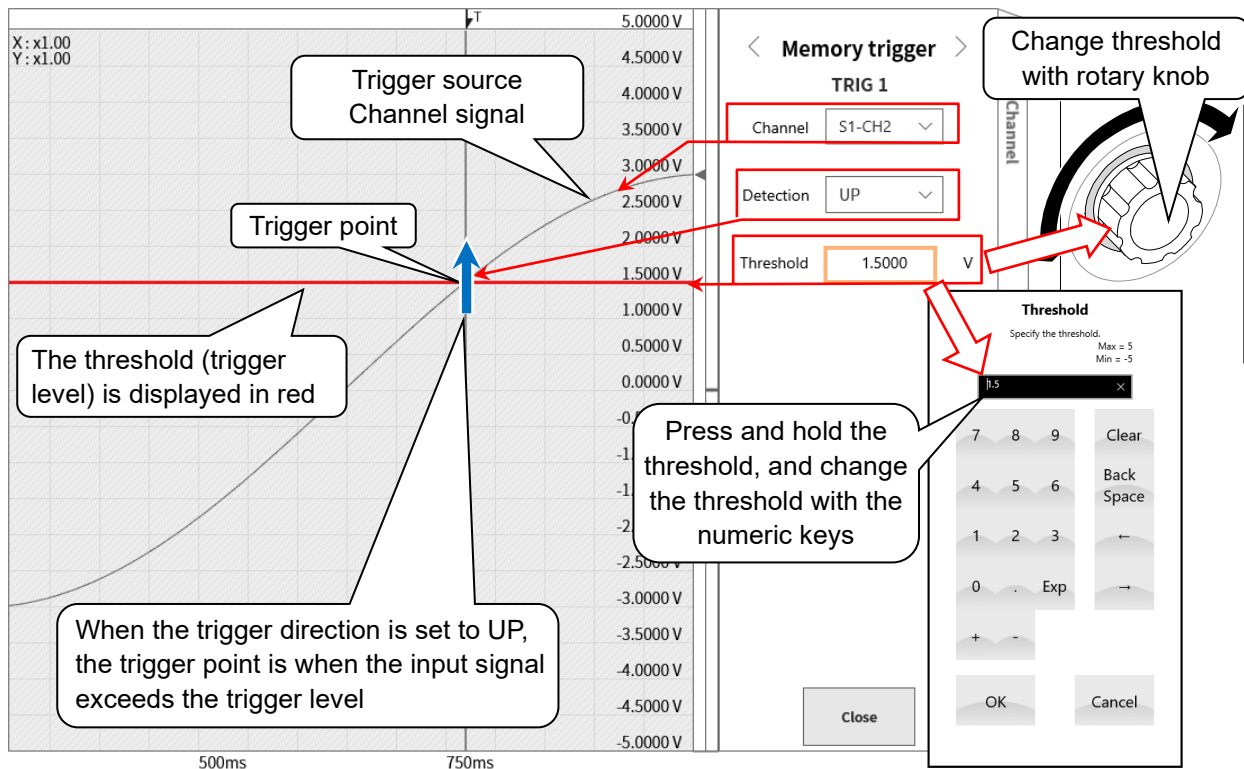 T
X : x1.00
Y : x1.00
5.0000 V
4.5000 V
4.0000 V
3.5000 V
3.0000 V
2.5000 V
2.0000 V
1.5000 V
1.0000 V
0.5000 V
0.0000 V
-0.
-1.
-1.
-2.
-2.5000 V
-3.0000 V
-3.5000 V
-4.0000 V
-4.5000 V
-5.0000 V
500ms
750ms
Trigger source
Channel signal
Trigger point
The threshold (trigger
level) is displayed in red
When the trigger direction is set to UP,
the trigger point is when the input signal
exceeds the trigger level
< Memory trigger >
TRIG 1
Channel S1-CH2
Detection UP
Threshold 1.5000 V
Close
Channel
Change threshold
with rotary knob
Press and hold the
threshold, and change
the threshold with the
numeric keys
Threshold
Specify the threshold.
Max = 5
Min = -5
1.5 ×
7 8 9 Clear
4 5 6 Back
Space
1 2 3 ←
0 . Exp →
+ -
OK Cancel